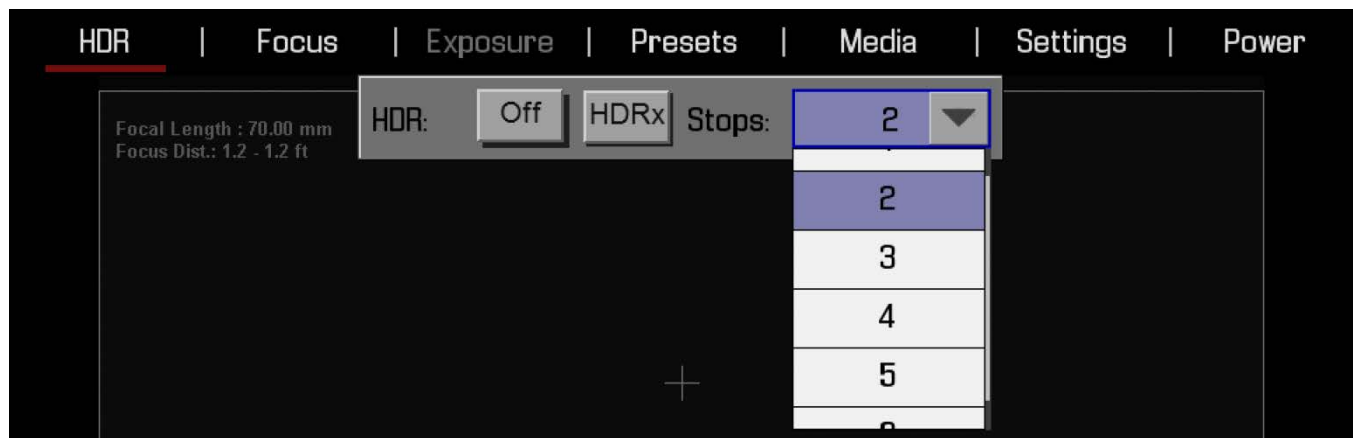 HDR | Focus | Exposure | Presets | Media | Settings | Power
HDR: Off HDRx Stops: 2
Focal Length : 70.00 mm
Focus Dist.: 1.2 - 1.2 ft
2
3
4
5